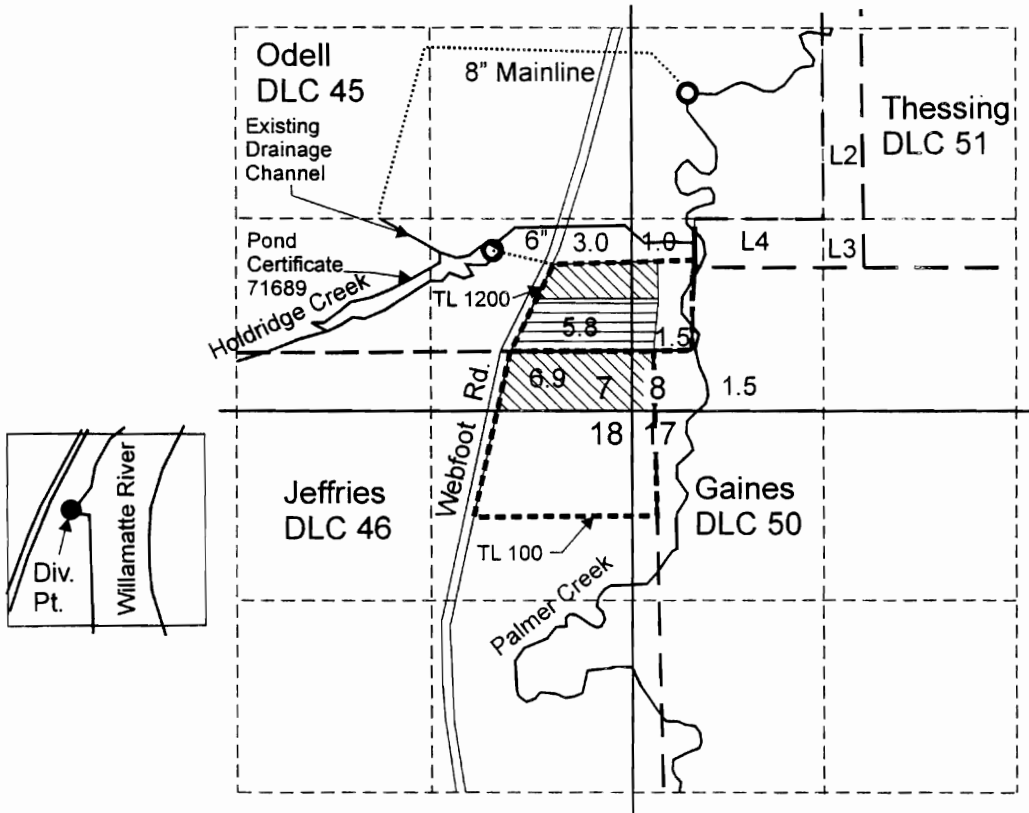 Odell
DLC 45
8" Mainline
Thessing
DLC 51
Existing
Drainage
Channel
L2
Pond
Certificate
71689
6"
3.0
1.0
L4
L3
Holdridge Creek
TL 1200
5.8
1.5
6.9
7
8
1.5
Webfoot Rd.
18
17
Jeffries
DLC 46
Gaines
DLC 50
TL 100
Palmer Creek
Div.
Pt.
Willamatte River